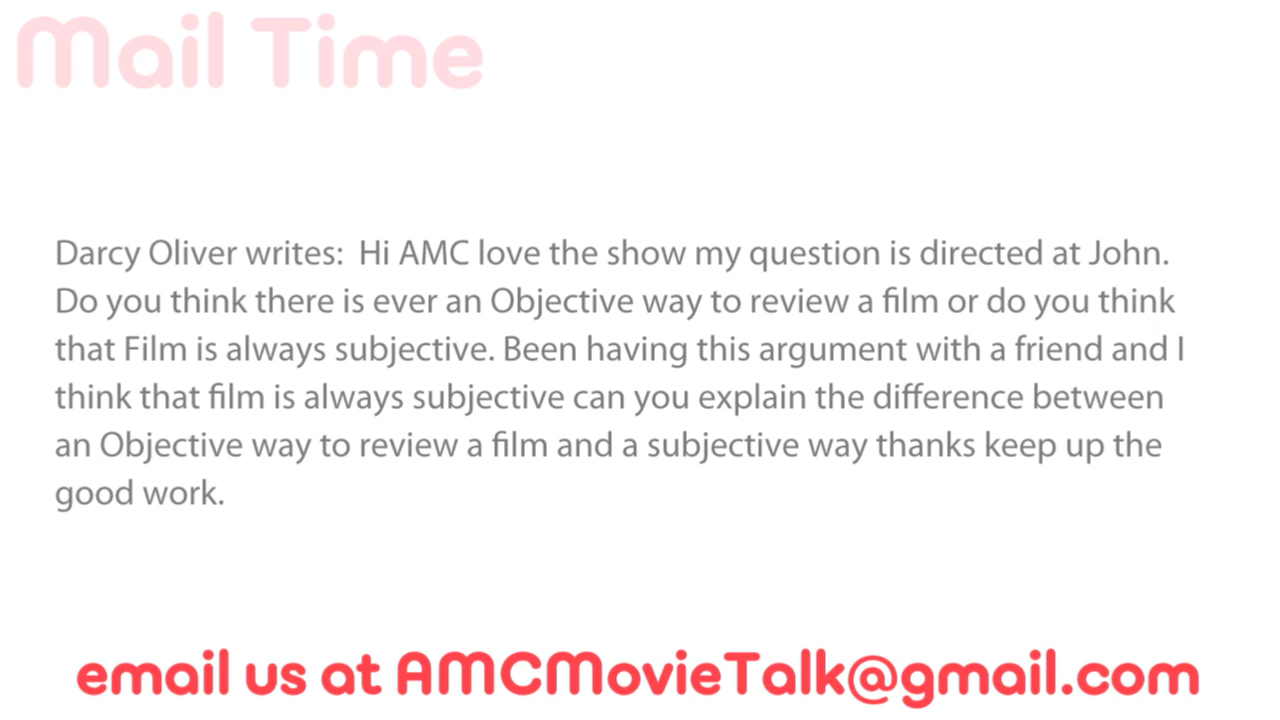 Mail Time
Darcy Oliver writes:  Hi AMC love the show my question is directed at John.
Do you think there is ever an Objective way to review a film or do you think
that Film is always subjective. Been having this argument with a friend and I
think that film is always subjective can you explain the difference between
an Objective way to review a film and a subjective way thanks keep up the
good work.
email us at AMCMovieTalk@gmail.com